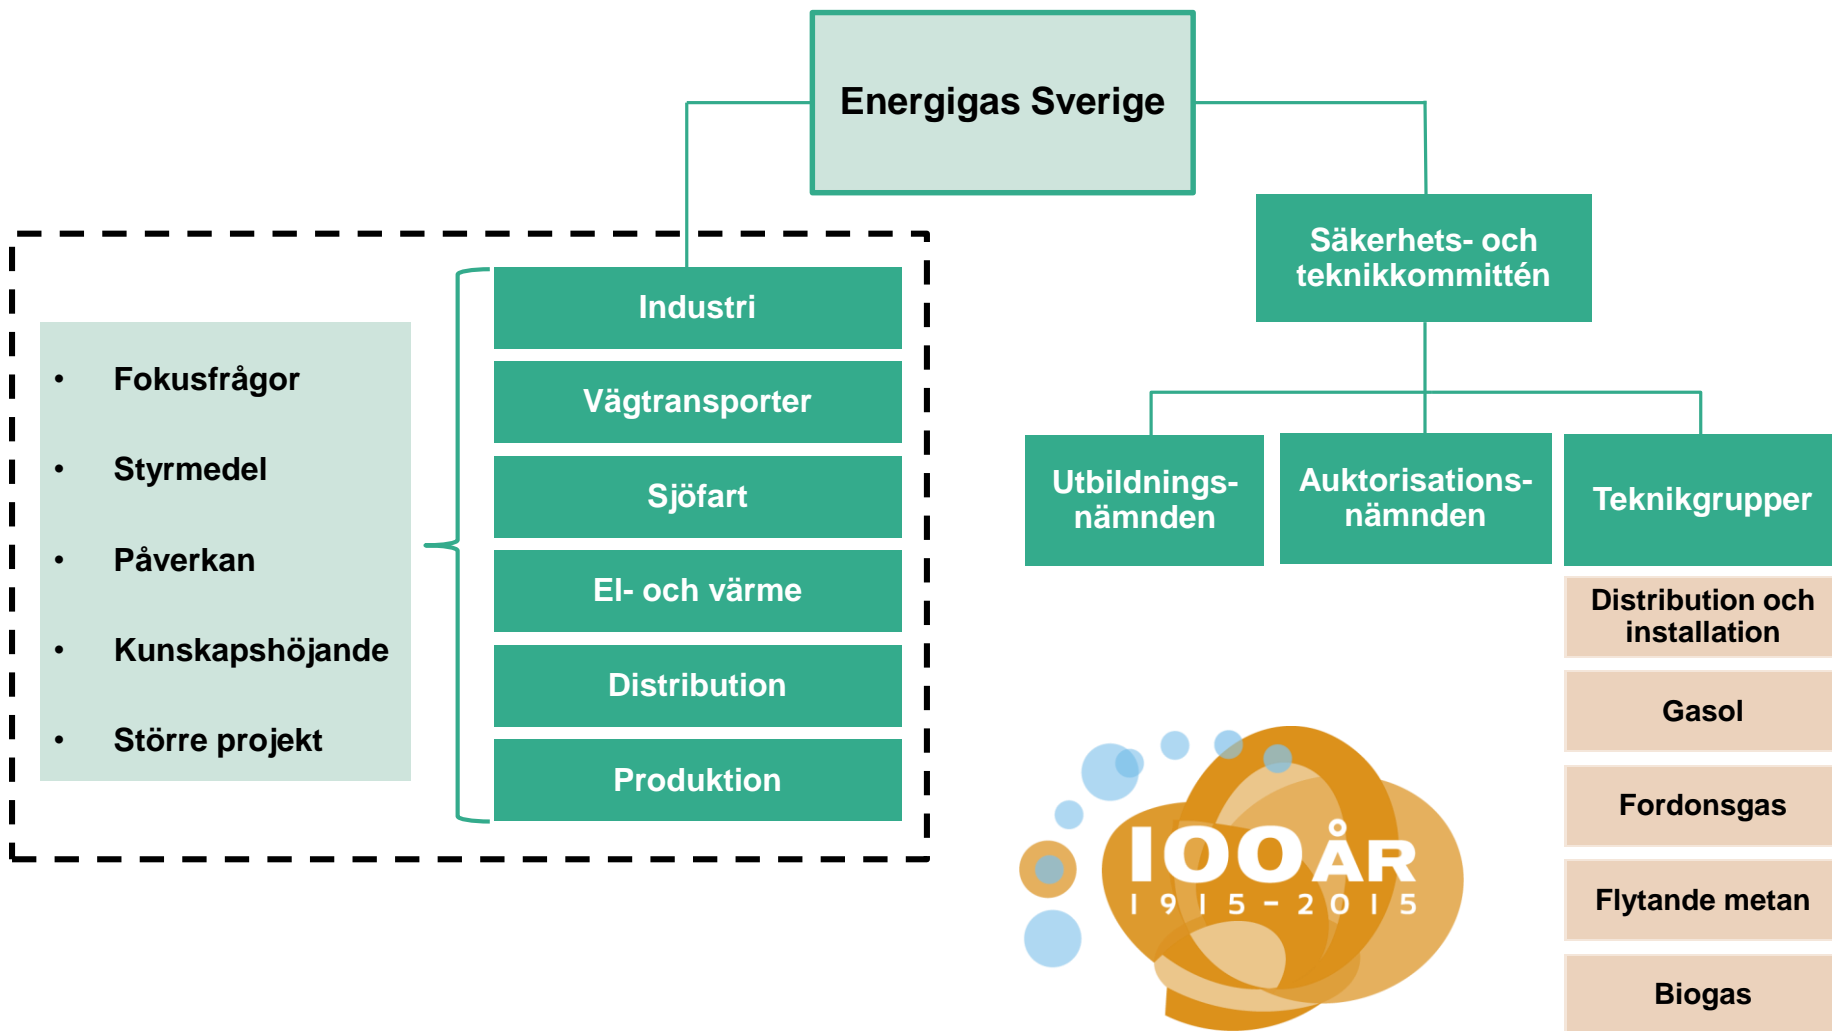 Energigas Sverige
Säkerhets- och
teknikkommittén
Industri
Vägtransporter
Sjöfart
El- och värme
Distribution
Produktion
• Fokusfrågor
• Styrmedel
• Påverkan
• Kunskapshöjande
• Större projekt
Utbildnings-
nämnden
Auktorisations-
nämnden
Teknikgrupper
Distribution och
installation
Gasol
Fordonsgas
Flytande metan
Biogas
100 ÅR
1915-2015